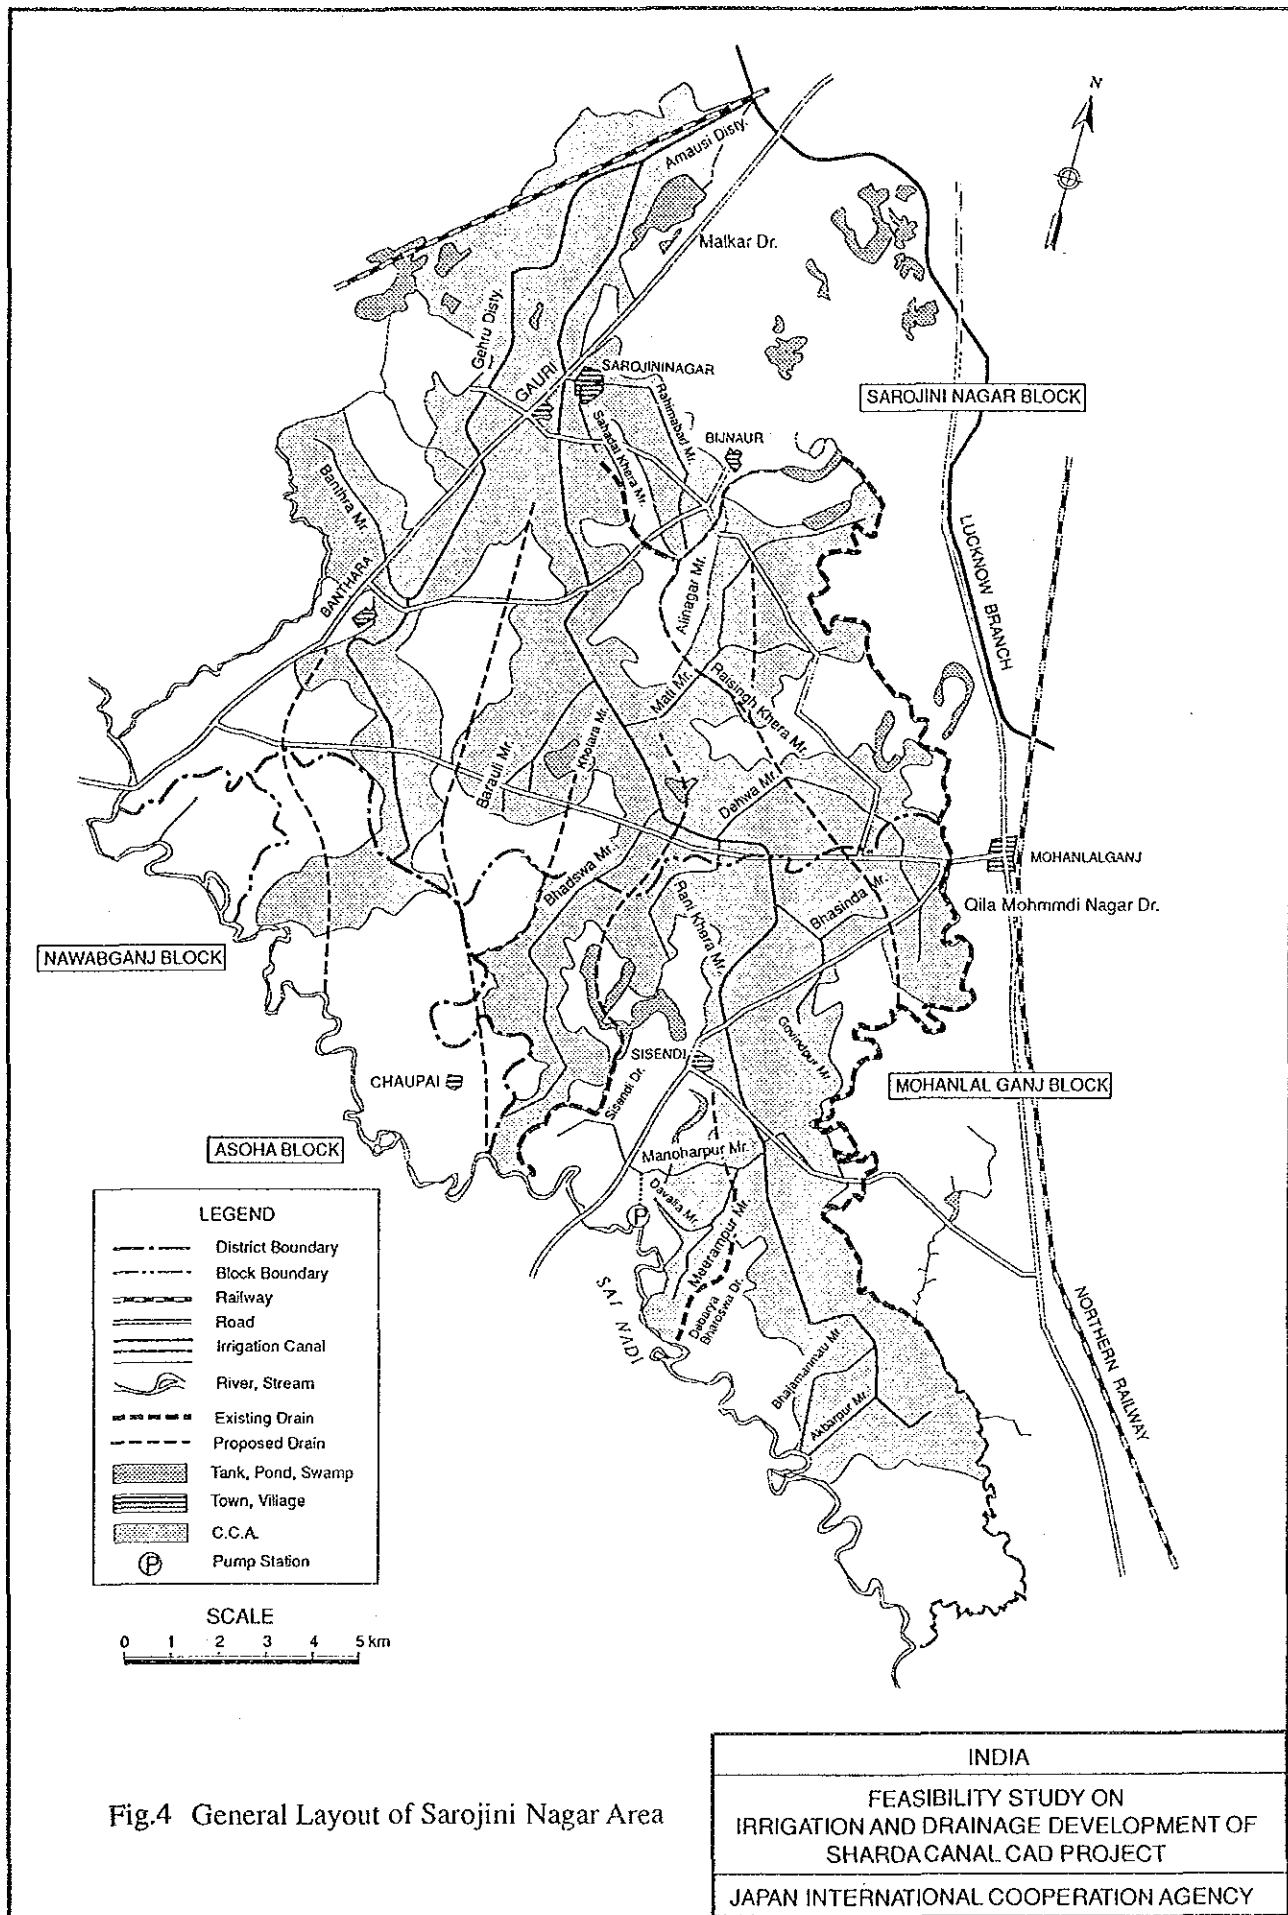 N
Amausi Disty.
Malkar Dr.
Gehru Disty.
GAURI
SAROJININAGAR
SAROJINI NAGAR BLOCK
Rahimabad Mr.
Sahadai Khera Mr.
BIJNAUR
Banthra Mr.
LUCKNOW BRANCH
BANTHARA
Alinagar Mr.
Mati Mr.
Raisingh Khera Mr.
Barauli Mr.
Khojara Mr.
Dehwa Mr.
MOHANLALGANJ
Bhadswa Mr.
Rani Khera Mr.
Bhasinda Mr.
Qila Mohmmdi Nagar Dr.
NAWABGANJ BLOCK
Govindpur Mr.
SISENDI
CHAUPAI
Sisendi Dr.
MOHANLAL GANJ BLOCK
ASOHA BLOCK
Manoharpur Mr.
Davalia Mr.
P
Meerampur Mr.
SAI NADI
Dabarya
Bharoswa Dr.
NORTHERN RAILWAY
Bhajamanmau Mr.
Akbarpur Mr.
LEGEND
District Boundary
Block Boundary
Railway
Road
Irrigation Canal
River, Stream
Existing Drain
Proposed Drain
Tank, Pond, Swamp
Town, Village
C.C.A.
P Pump Station
SCALE
0 1 2 3 4 5 km
Fig.4 General Layout of Sarojini Nagar Area
INDIA
FEASIBILITY STUDY ON
IRRIGATION AND DRAINAGE DEVELOPMENT OF
SHARDA CANAL CAD PROJECT
JAPAN INTERNATIONAL COOPERATION AGENCY